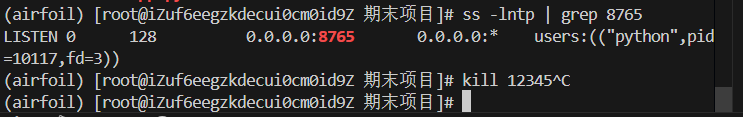 (airfoil) [root@iZuf6eegzkdecui0cm0id9Z 期末项目]# ss -lntp | grep 8765
LISTEN 0      128          0.0.0.0:8765       0.0.0.0:*    users:(("python",pid
=10117,fd=3))
(airfoil) [root@iZuf6eegzkdecui0cm0id9Z 期末项目]# kill 12345^C
(airfoil) [root@iZuf6eegzkdecui0cm0id9Z 期末项目]#